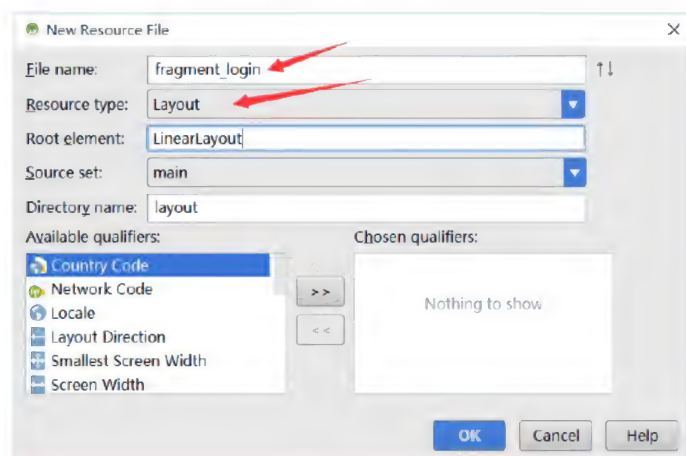 New Resource File
File name: fragment_login
Resource type: Layout
Root element: LinearLayout
Source set: main
Directory name: layout
Available qualifiers: Chosen qualifiers:
Country Code
Network Code
Locale
Layout Direction
Smallest Screen Width
Screen Width
>>
<<
Nothing to show
OK Cancel Help